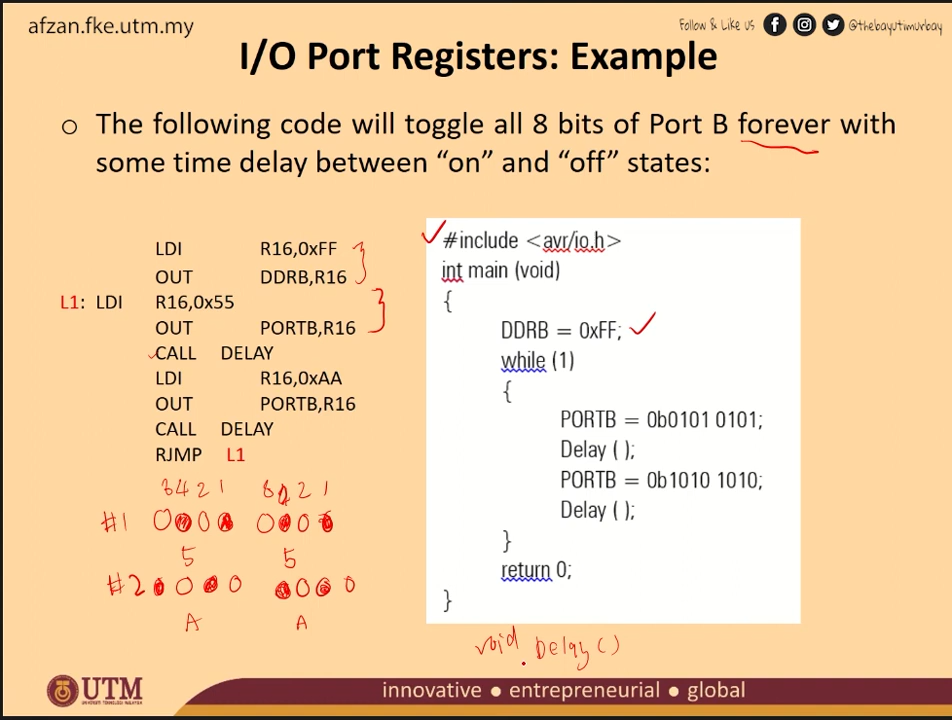 afzan.fke.utm.my
Follow & Like us @thebayutimurbay
I/O Port Registers: Example
o The following code will toggle all 8 bits of Port B forever with
some time delay between “on” and “off” states:
LDI R16,0xFF
OUT DDRB,R16
L1: LDI R16,0x55
OUT PORTB,R16
CALL DELAY
LDI R16,0xAA
OUT PORTB,R16
CALL DELAY
RJMP L1
8421 8421
#1
5 5
#2
A A
#include <avr/io.h>
int main (void)
{
DDRB = 0xFF;
while (1)
{
PORTB = 0b0101 0101;
Delay ( );
PORTB = 0b1010 1010;
Delay ( );
}
return 0;
}
void Delay ()
UTM
innovative ● entrepreneurial ● global